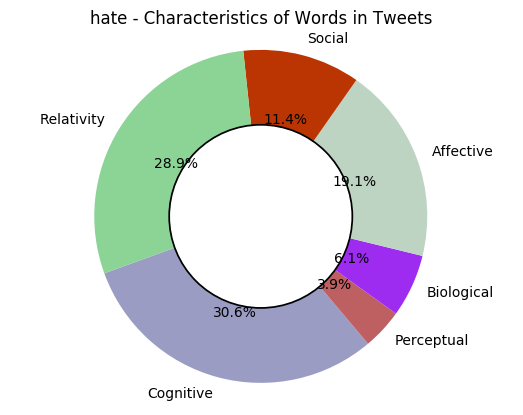 hate - Characteristics of Words in Tweets
Social
11.4%
Relativity
28.9%
Affective
19.1%
6.1%
Biological
3.9%
Perceptual
30.6%
Cognitive